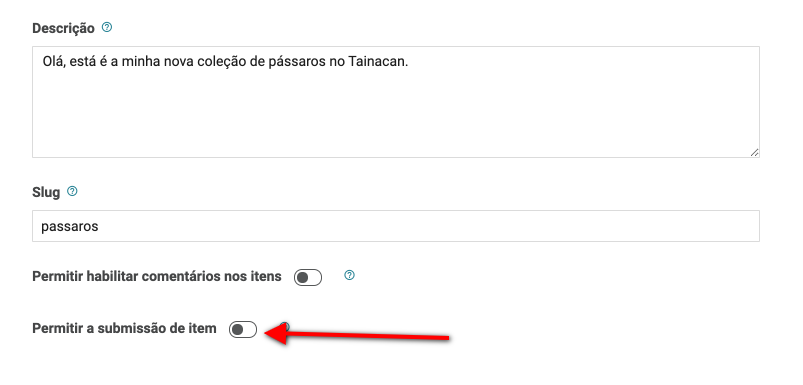 Descrição ?
Olá, está é a minha nova coleção de pássaros no Tainacan.
Slug ?
passaros
Permitir habilitar comentários nos itens ?
Permitir a submissão de item